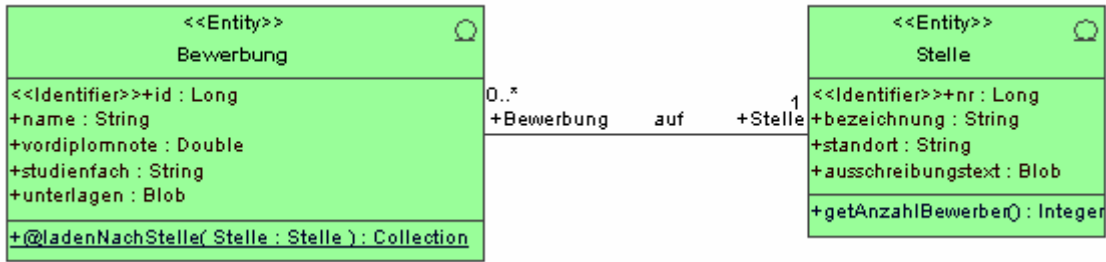 <<Entity>>
Bewerbung
<<Identifier>>+id : Long
+name : String
+vordiplomnote : Double
+studienfach : String
+unterlagen : Blob
+@ladenNachStelle( Stelle : Stelle ) : Collection
0..*
1
+Bewerbung auf +Stelle
<<Entity>>
Stelle
<<Identifier>>+nr : Long
+bezeichnung : String
+standort : String
+ausschreibungstext : Blob
+getAnzahlBewerber() : Integer